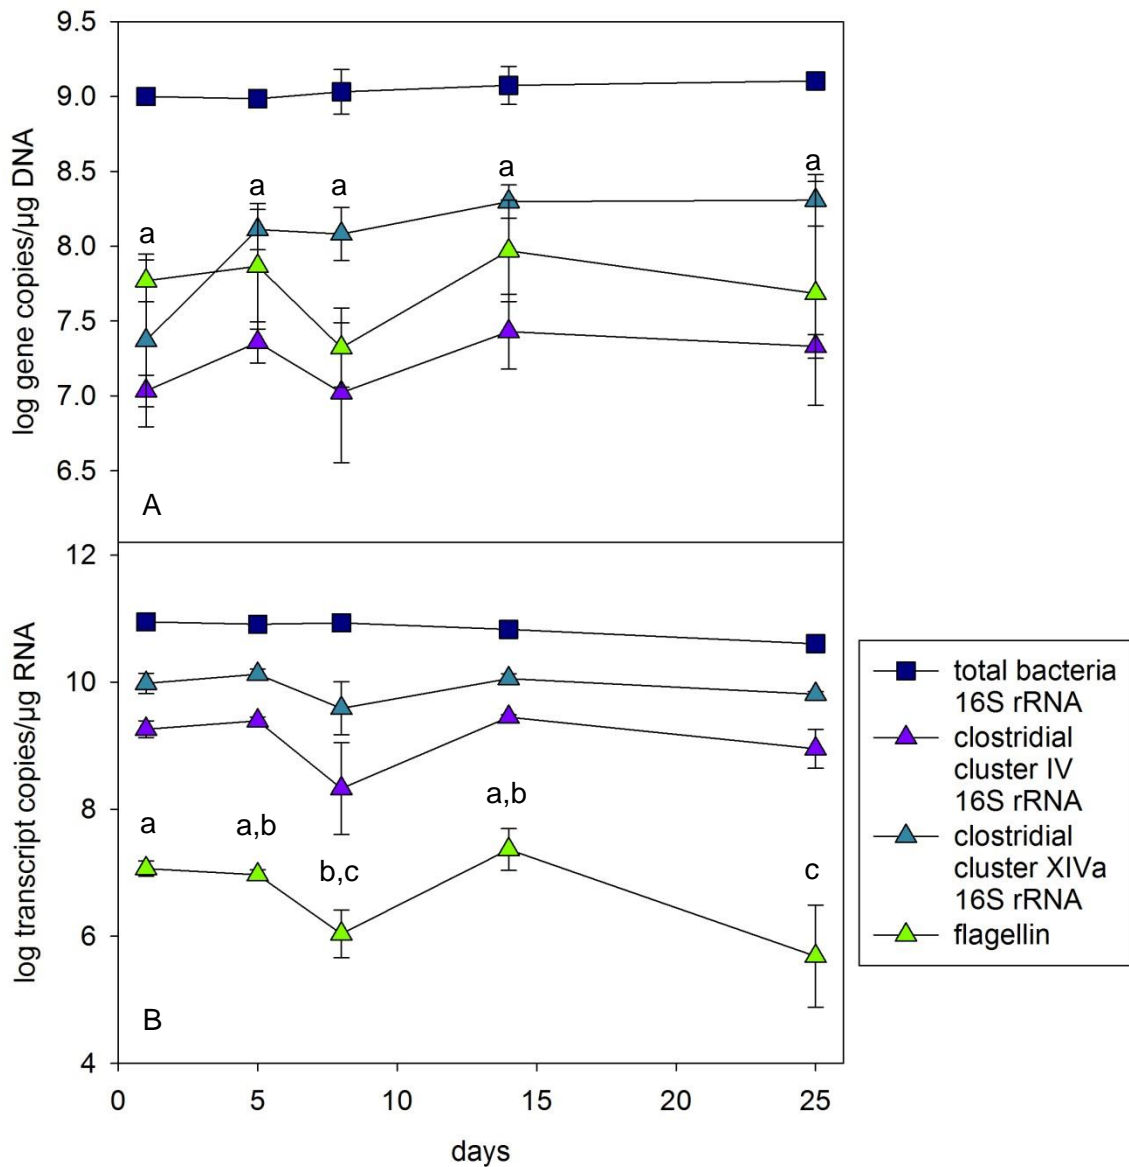 9.5
9.0
8.5
8.0
7.5
7.0
6.5
log gene copies/µg DNA
a
a
a
a
a
A
12
10
8
6
4
log transcript copies/µg RNA
a
a,b
b,c
a,b
c
B
0 5 10 15 20 25
days
total bacteria
16S rRNA
clostridial
cluster IV
16S rRNA
clostridial
cluster XIVa
16S rRNA
flagellin